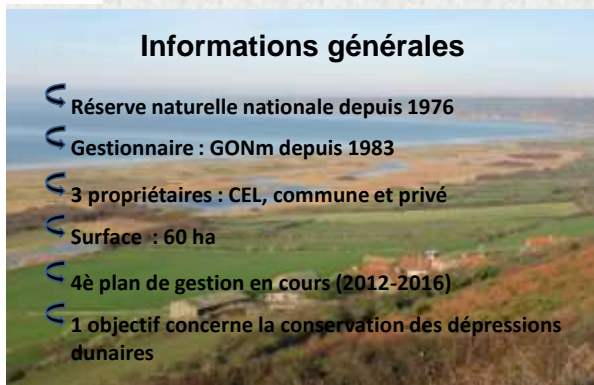 Informations générales
Réserve naturelle nationale depuis 1976
Gestionnaire : GONm depuis 1983
3 propriétaires : CEL, commune et privé
Surface  : 60 ha
4è plan de gestion en cours (2012-2016)
1 objectif concerne la conservation des dépressions
dunaires